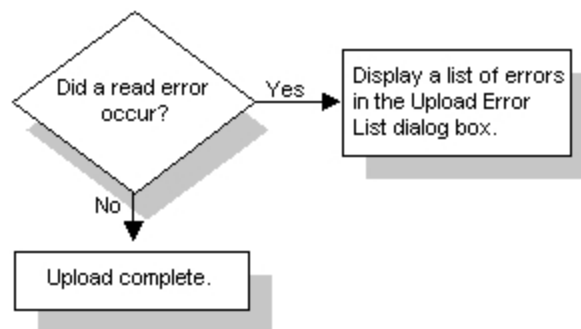 Did a read error
occur?
Yes
Display a list of errors
in the Upload Error
List dialog box.
No
Upload complete.